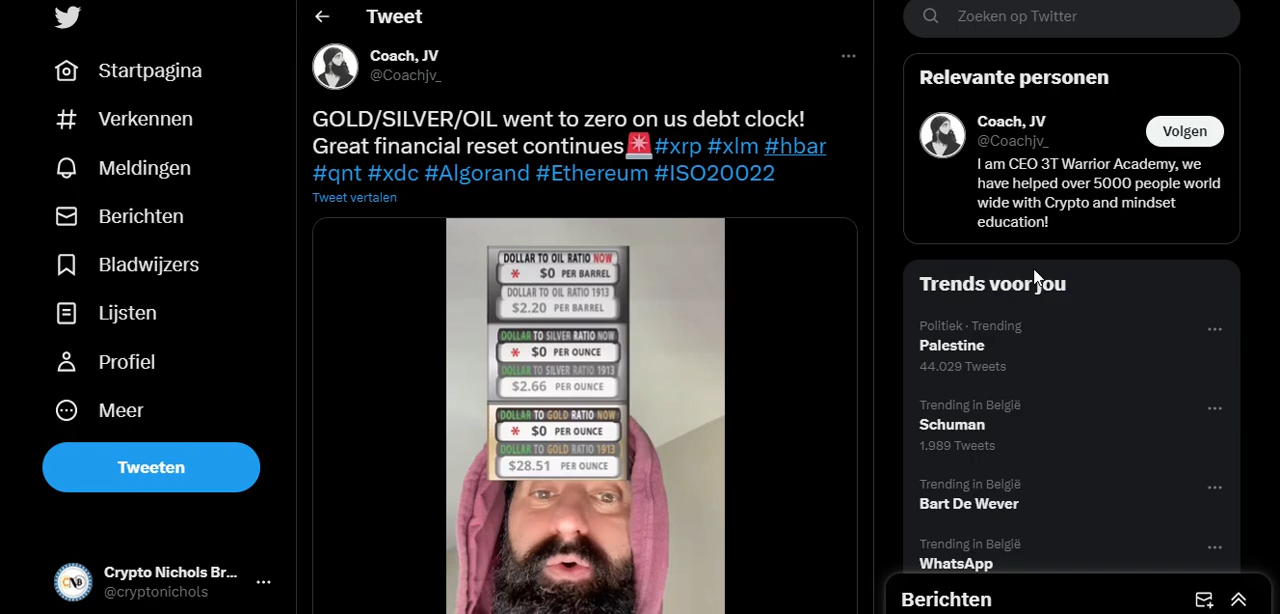 Tweet
Zoeken op Twitter
Startpagina
Verkennen
Meldingen
Berichten
Bladwijzers
Lijsten
Profiel
Meer
Tweeten
Crypto Nichols Br...
@cryptonichols
Coach, JV
@Coachjv_
GOLD/SILVER/OIL went to zero on us debt clock!
Great financial reset continues🚨#xrp #xlm #hbar
#qnt #xdc #Algorand #Ethereum #ISO20022
Tweet vertalen
DOLLAR TO OIL RATIO NOW
* $0 PER BARREL
DOLLAR TO OIL RATIO 1913
$2.20 PER BARREL
DOLLAR TO SILVER RATIO NOW
* $0 PER OUNCE
DOLLAR TO SILVER RATIO 1913
$2.66 PER OUNCE
DOLLAR TO GOLD RATIO NOW
* $0 PER OUNCE
DOLLAR TO GOLD RATIO 1913
$28.51 PER OUNCE
Relevante personen
Coach, JV
@Coachjv_
Volgen
I am CEO 3T Warrior Academy, we
have helped over 5000 people world
wide with Crypto and mindset
education!
Trends voor jou
Politiek · Trending
Palestine
44.029 Tweets
Trending in België
Schuman
1.989 Tweets
Trending in België
Bart De Wever
Trending in België
WhatsApp
Berichten
CNB